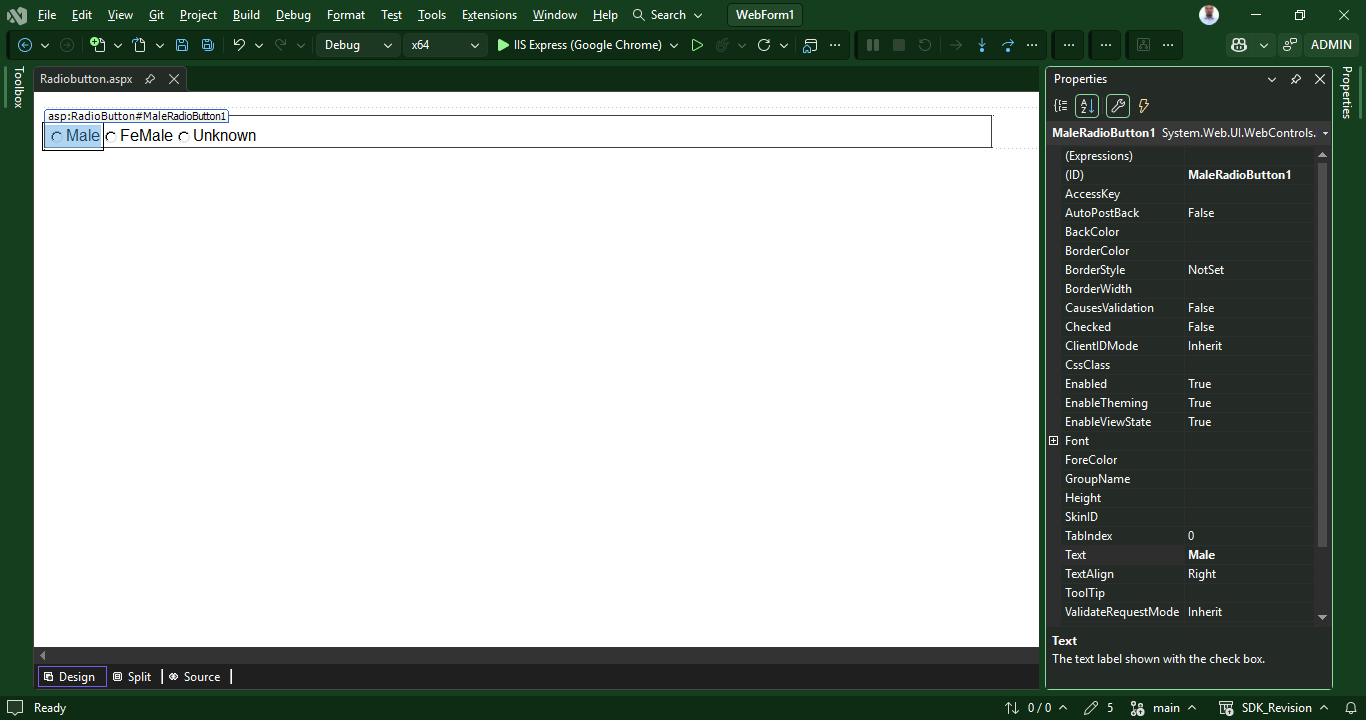 File Edit View Git Project Build Debug Format Test Tools Extensions Window Help Search WebForm1
Debug x64 IIS Express (Google Chrome) ADMIN
Toolbox
Radiobutton.aspx
asp:RadioButton#MaleRadioButton1
Male FeMale Unknown
Properties
MaleRadioButton1 System.Web.UI.WebControls.
(Expressions)
(ID) MaleRadioButton1
AccessKey
AutoPostBack False
BackColor
BorderColor
BorderStyle NotSet
BorderWidth
CausesValidation False
Checked False
ClientIDMode Inherit
CssClass
Enabled True
EnableTheming True
EnableViewState True
Font
ForeColor
GroupName
Height
SkinID
TabIndex 0
Text Male
TextAlign Right
ToolTip
ValidateRequestMode Inherit
Text
The text label shown with the check box.
Properties
Design Split Source
Ready 0 / 0 5 main SDK_Revision